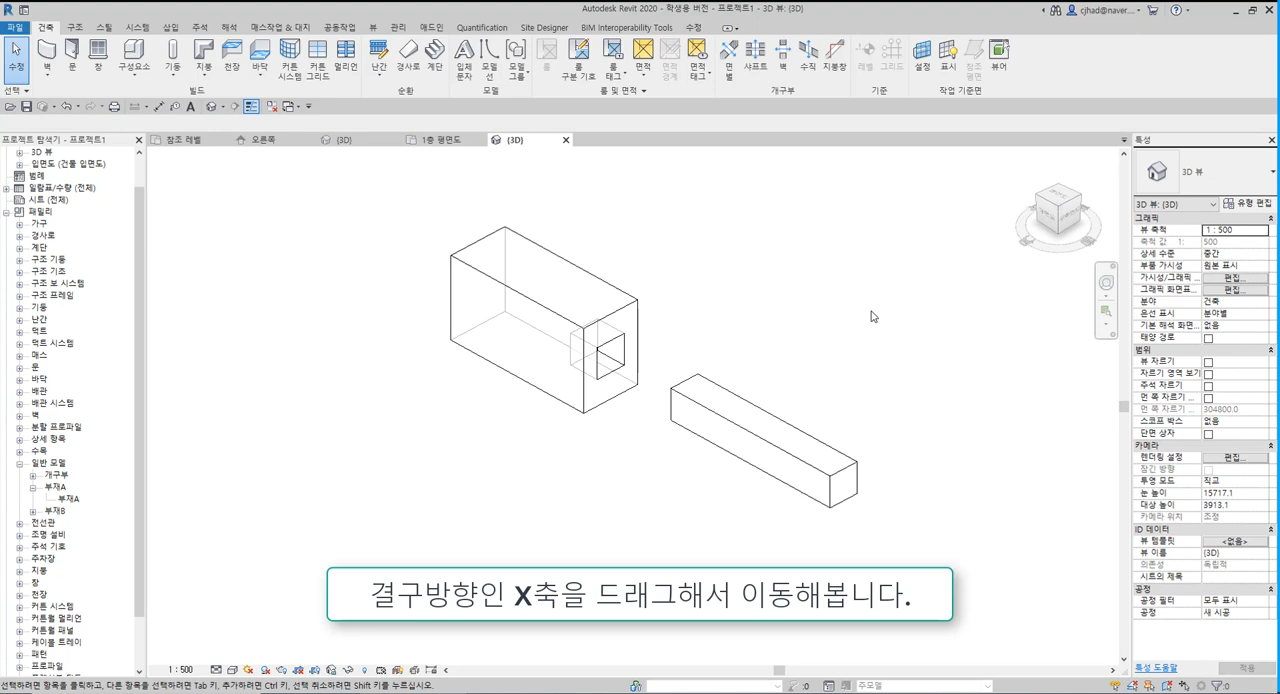 Autodesk Revit 2020 - 학생용 버전 - 프로젝트1 - 3D 뷰: {3D}
cjhad@naver....
파일 건축 구조 스틸 시스템 삽입 주석 해석 매스작업 & 대지 공동작업 뷰 관리 애드인 Quantification Site Designer BIM Interoperability Tools 수정
수정 벽 문 창 구성요소 기둥 지붕 천장 바닥 커튼 시스템 커튼 그리드 멀리언 난간 경사로 계단 입체 문자 모델 선 모델 그룹 룸 룸 구분 기호 룸 태그 면적 면적 경계 면적 태그 면별 샤프트 벽 수직 지붕창 레벨 그리드 설정 표시 참조 평면 뷰어
선택 빌드 순환 모델 룸 및 면적 개구부 기준 작업 기준면
프로젝트 탐색기 - 프로젝트1
참조 레벨 오른쪽 {3D} 1층 평면도 {3D}
3D 뷰
입면도 (건물 입면도)
범례
일람표/수량 (전체)
시트 (전체)
패밀리
가구
경사로
계단
구조 기둥
구조 기초
구조 보 시스템
구조 프레임
기둥
난간
덕트
덕트 시스템
매스
문
바닥
배관
배관 시스템
벽
분할 프로파일
상세 항목
수목
일반 모델
개구부
부재A
부재A
부재B
전선관
조명 설비
주석 기호
주차장
지붕
창
천장
커튼 시스템
커튼월 멀리언
커튼월 패널
케이블 트레이
패턴
프로파일
특성
3D 뷰
3D 뷰: {3D} 유형 편집
그래픽
뷰 축척 1 : 500
축척 값 1: 500
상세 수준 중간
부품 가시성 원본 표시
가시성/그래픽 ... 편집...
그래픽 화면표... 편집...
분야 건축
은선 표시 분야별
기본 해석 화면... 없음
태양 경로
범위
뷰 자르기
자르기 영역 보기
주석 자르기
먼 쪽 자르기 ...
먼 쪽 자르기 ... 304800.0
스코프 박스 없음
단면 상자
카메라
렌더링 설정 편집...
잠긴 방향
투영 모드 직교
눈 높이 15717.1
대상 높이 3913.1
카메라 위치 조정
ID 데이터
뷰 템플릿 <없음>
뷰 이름 {3D}
의존성 독립적
시트의 제목
공정
공정 필터 모두 표시
공정 새 시공
특성 도움말 적용
결구방향인 X축을 드래그해서 이동해봅니다.
1 : 500
선택하려면 항목을 클릭하고, 다른 항목을 선택하려면 Tab 키, 추가하려면 Ctrl 키, 선택 취소하려면 Shift 키를 누르십시오.
:0 주모델 :0